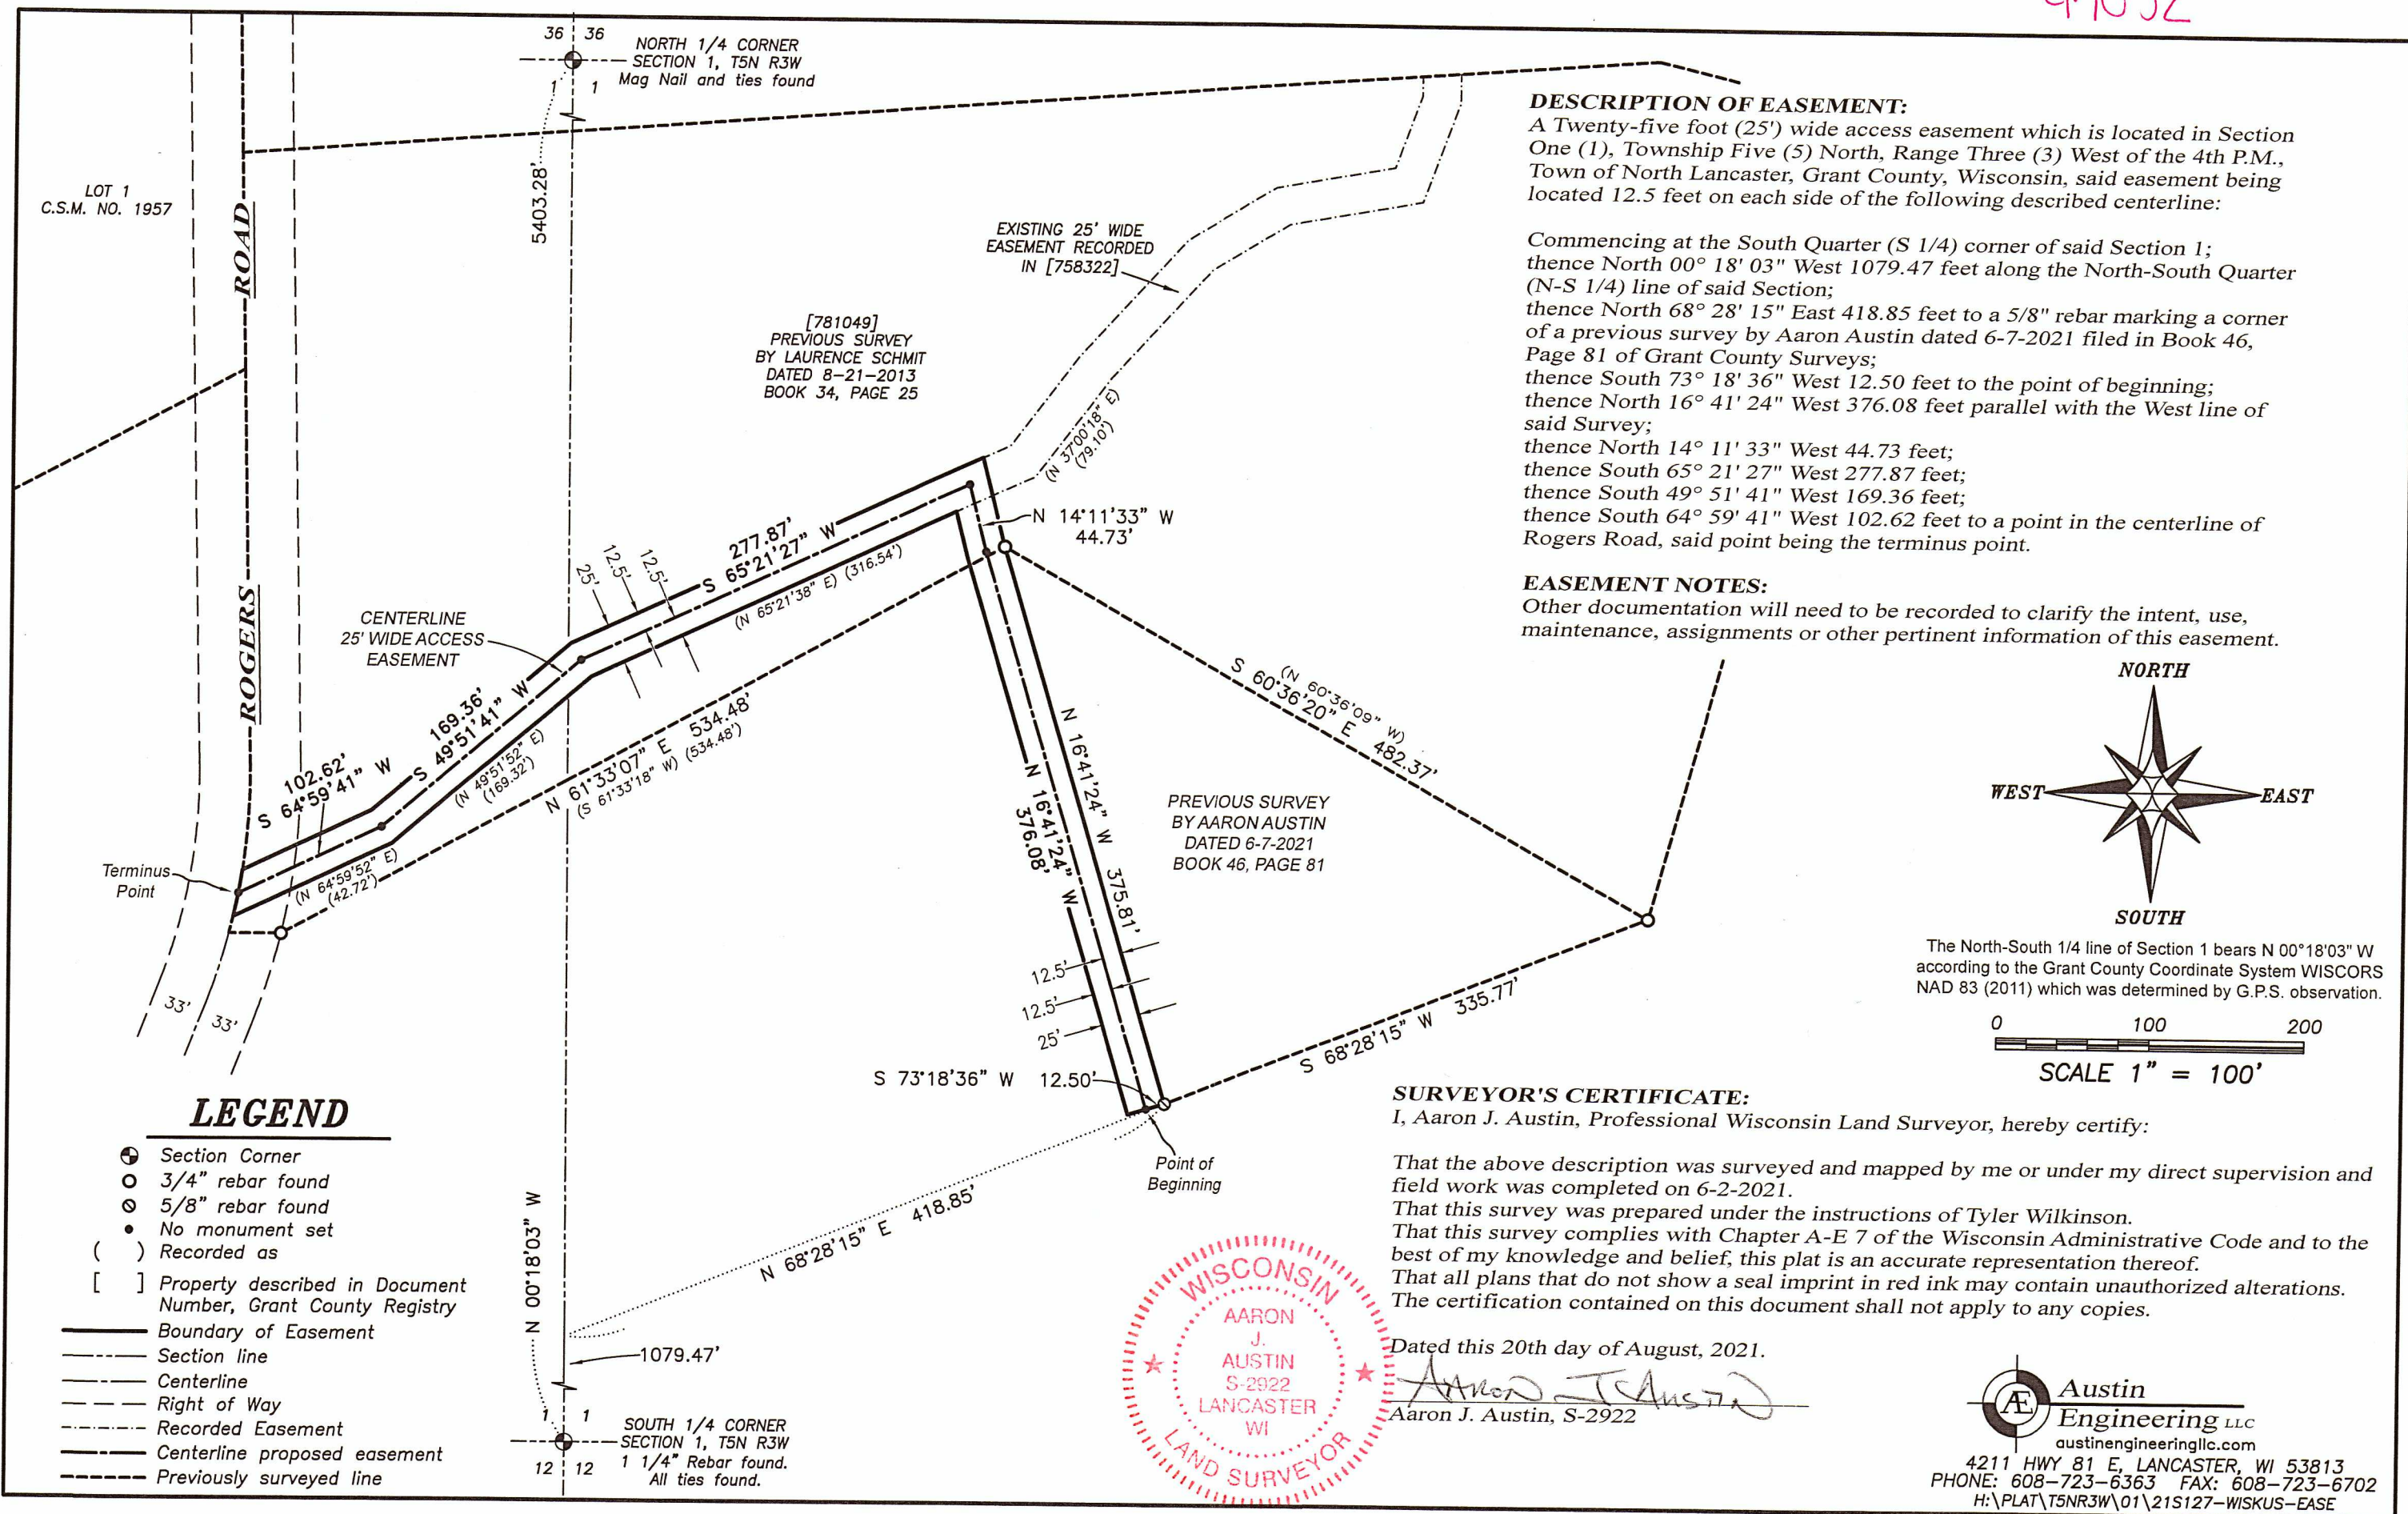 36 36
NORTH 1/4 CORNER
SECTION 1, T5N R3W
Mag Nail and ties found
1 1
5403.28'
LOT 1
C.S.M. NO. 1957
ROAD
ROGERS
EXISTING 25' WIDE
EASEMENT RECORDED
IN [758322]
[781049]
PREVIOUS SURVEY
BY LAURENCE SCHMIT
DATED 8-21-2013
BOOK 34, PAGE 25
(N 37°00'18" E)
(79.10')
N 14°11'33" W
44.73'
277.87'
S 65°21'27" W
(N 65°21'38" E) (316.54')
25'
12.5'
12.5'
CENTERLINE
25' WIDE ACCESS
EASEMENT
169.36'
S 49°51'41" W
(N 49°51'52" E)
(169.32')
102.62'
S 64°59'41" W
(N 64°59'52" E)
(42.72')
N 61°33'07" E 534.48'
(S 61°33'18" W) (534.48')
Terminus
Point
33'
33'
(N 60°36'09" W)
S 60°36'20" E 482.37'
N 16°41'24" W 375.81'
N 16°41'24" W
376.08'
PREVIOUS SURVEY
BY AARON AUSTIN
DATED 6-7-2021
BOOK 46, PAGE 81
12.5'
12.5'
25'
S 73°18'36" W 12.50'
S 68°28'15" W 335.77'
Point of
Beginning
N 68°28'15" E 418.85'
N 00°18'03" W
1079.47'
1 1
12 12
SOUTH 1/4 CORNER
SECTION 1, T5N R3W
1 1/4" Rebar found.
All ties found.
LEGEND
Section Corner
3/4" rebar found
5/8" rebar found
No monument set
( ) Recorded as
[ ] Property described in Document
Number, Grant County Registry
Boundary of Easement
Section line
Centerline
Right of Way
Recorded Easement
Centerline proposed easement
Previously surveyed line
DESCRIPTION OF EASEMENT:
A Twenty-five foot (25') wide access easement which is located in Section
One (1), Township Five (5) North, Range Three (3) West of the 4th P.M.,
Town of North Lancaster, Grant County, Wisconsin, said easement being
located 12.5 feet on each side of the following described centerline:
Commencing at the South Quarter (S 1/4) corner of said Section 1;
thence North 00° 18' 03" West 1079.47 feet along the North-South Quarter
(N-S 1/4) line of said Section;
thence North 68° 28' 15" East 418.85 feet to a 5/8" rebar marking a corner
of a previous survey by Aaron Austin dated 6-7-2021 filed in Book 46,
Page 81 of Grant County Surveys;
thence South 73° 18' 36" West 12.50 feet to the point of beginning;
thence North 16° 41' 24" West 376.08 feet parallel with the West line of
said Survey;
thence North 14° 11' 33" West 44.73 feet;
thence South 65° 21' 27" West 277.87 feet;
thence South 49° 51' 41" West 169.36 feet;
thence South 64° 59' 41" West 102.62 feet to a point in the centerline of
Rogers Road, said point being the terminus point.
EASEMENT NOTES:
Other documentation will need to be recorded to clarify the intent, use,
maintenance, assignments or other pertinent information of this easement.
NORTH
WEST
EAST
SOUTH
The North-South 1/4 line of Section 1 bears N 00°18'03" W
according to the Grant County Coordinate System WISCORS
NAD 83 (2011) which was determined by G.P.S. observation.
0 100 200
SCALE 1" = 100'
SURVEYOR'S CERTIFICATE:
I, Aaron J. Austin, Professional Wisconsin Land Surveyor, hereby certify:
That the above description was surveyed and mapped by me or under my direct supervision and
field work was completed on 6-2-2021.
That this survey was prepared under the instructions of Tyler Wilkinson.
That this survey complies with Chapter A-E 7 of the Wisconsin Administrative Code and to the
best of my knowledge and belief, this plat is an accurate representation thereof.
That all plans that do not show a seal imprint in red ink may contain unauthorized alterations.
The certification contained on this document shall not apply to any copies.
Dated this 20th day of August, 2021.
Aaron J Austin
Aaron J. Austin, S-2922
WISCONSIN
AARON
J.
AUSTIN
S-2922
LANCASTER
WI
LAND SURVEYOR
AE
Austin
Engineering LLC
austinengineeringllc.com
4211 HWY 81 E, LANCASTER, WI 53813
PHONE: 608-723-6363 FAX: 608-723-6702
H:\PLAT\T5NR3W\01\21S127-WISKUS-EASE